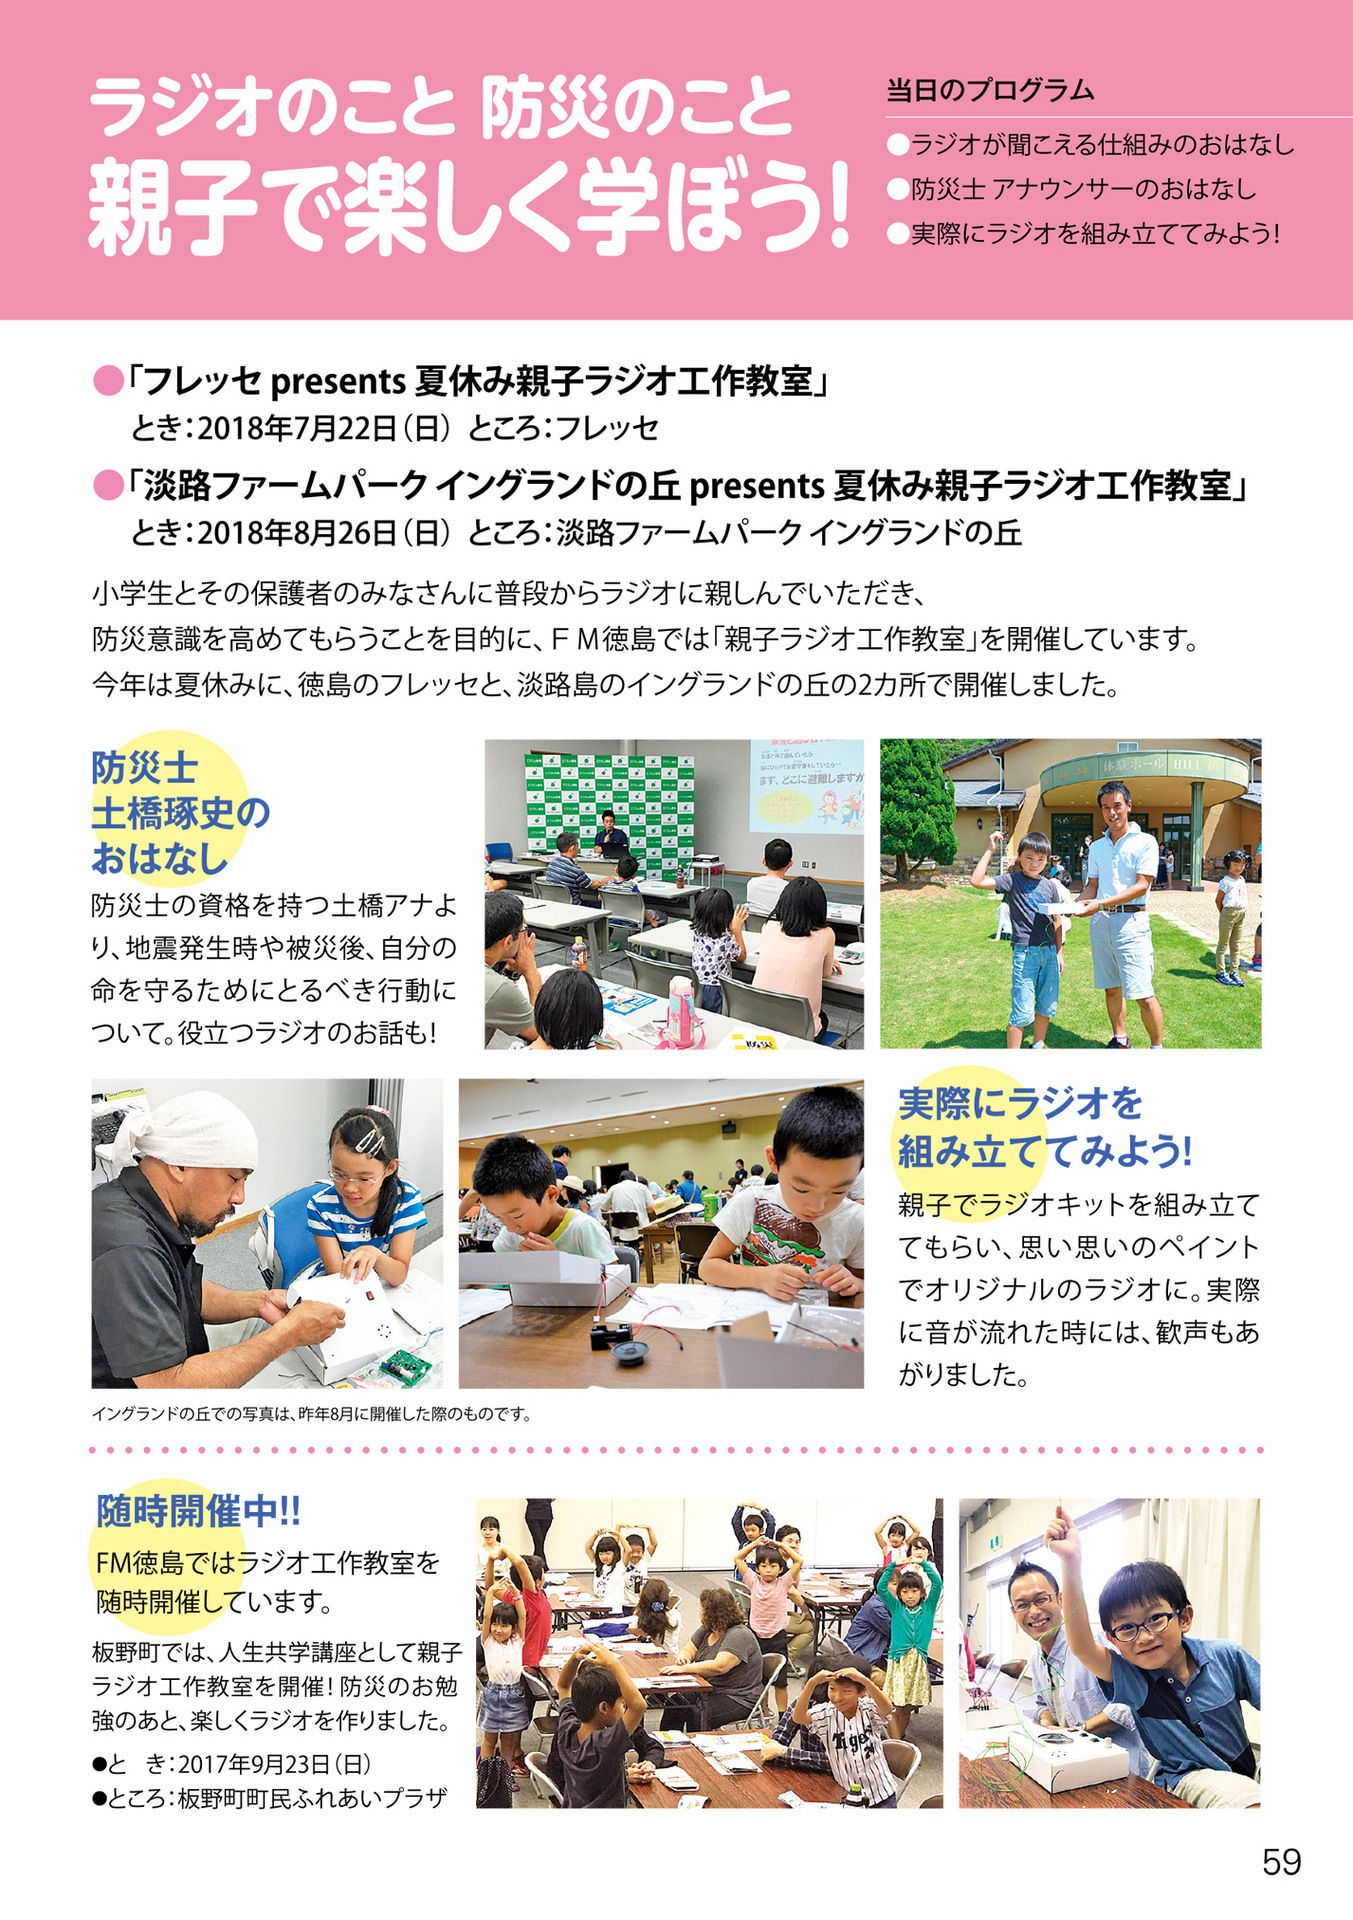 ラジオのこと 防災のこと
親子で楽しく学ぼう!
当日のプログラム
●ラジオが聞こえる仕組みのおはなし
●防災士 アナウンサーのおはなし
●実際にラジオを組み立ててみよう!
●「フレッセ presents 夏休み親子ラジオ工作教室」
とき:2018年7月22日(日) ところ:フレッセ
●「淡路ファームパーク イングランドの丘 presents 夏休み親子ラジオ工作教室」
とき:2018年8月26日(日) ところ:淡路ファームパーク イングランドの丘
小学生とその保護者のみなさんに普段からラジオに親しんでいただき、
防災意識を高めてもらうことを目的に、FM徳島では「親子ラジオ工作教室」を開催しています。
今年は夏休みに、徳島のフレッセと、淡路島のイングランドの丘の2カ所で開催しました。
防災士
土橋琢史の
おはなし
防災士の資格を持つ土橋アナよ
り、地震発生時や被災後、自分の
命を守るためにとるべき行動に
ついて。役立つラジオのお話も!
まず、どこに避難しますか
体験ホール HILL
実際にラジオを
組み立ててみよう!
親子でラジオキットを組み立て
てもらい、思い思いのペイント
でオリジナルのラジオに。実際
に音が流れた時には、歓声もあ
がりました。
イングランドの丘での写真は、昨年8月に開催した際のものです。
随時開催中!!
FM徳島ではラジオ工作教室を
随時開催しています。
板野町では、人生共学講座として親子
ラジオ工作教室を開催! 防災のお勉
強のあと、楽しくラジオを作りました。
●と き:2017年9月23日(日)
●ところ:板野町町民ふれあいプラザ
Tigers
59